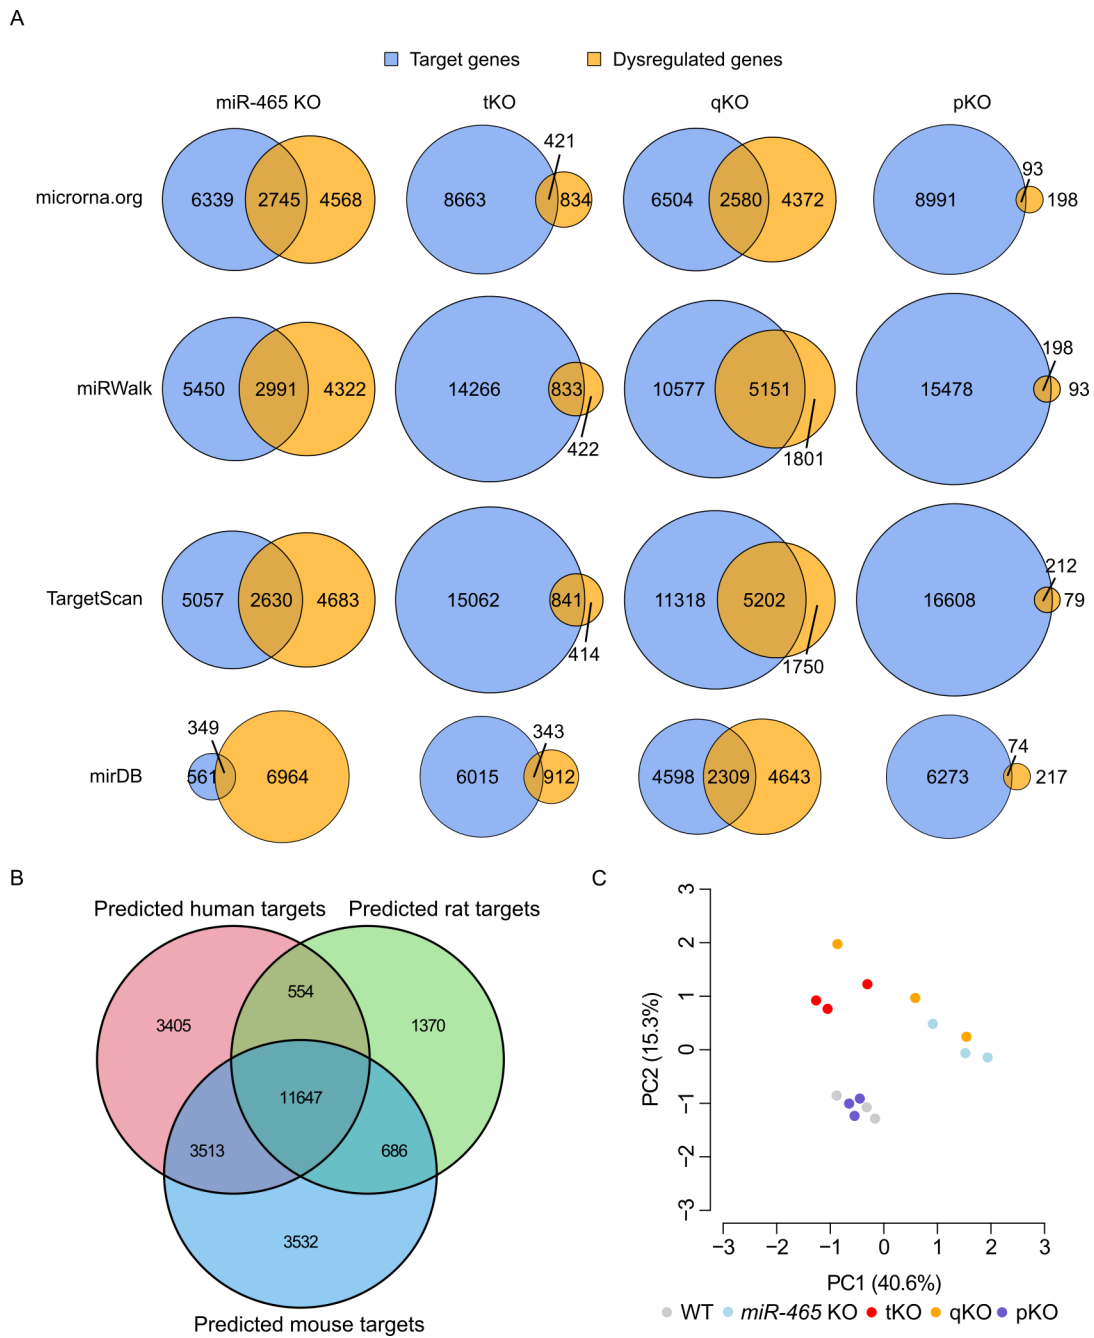 A
Target genes Dysregulated genes
miR-465 KO tKO qKO pKO
microrna.org 6339 2745 4568 421 8663 834 6504 2580 4372 93 8991 198
miRWalk 5450 2991 4322 14266 833 422 10577 5151 1801 198 15478 93
TargetScan 5057 2630 4683 15062 841 414 11318 5202 1750 212 16608 79
mirDB 349 561 6964 343 6015 912 4598 2309 4643 74 6273 217
B
Predicted human targets Predicted rat targets
554
3405 1370
11647
3513 686
3532
Predicted mouse targets
C
PC2 (15.3%)
3
2
1
0
−1
−2
−3
−3 −2 −1 0 1 2 3
PC1 (40.6%)
WT miR-465 KO tKO qKO pKO